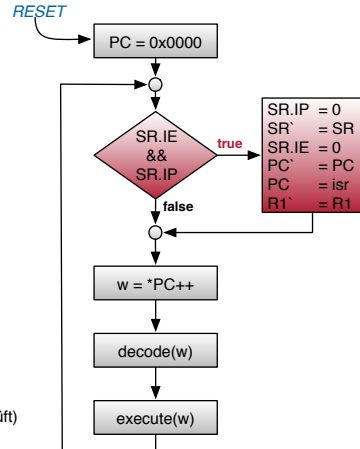 RESET
PC = 0x0000
SR.IE
&&
SR.IP
true
false
SR.IP = 0
SR` = SR
SR.IE = 0
PC` = PC
PC = isr
R1` = R1
w = *PC++
decode(w)
execute(w)